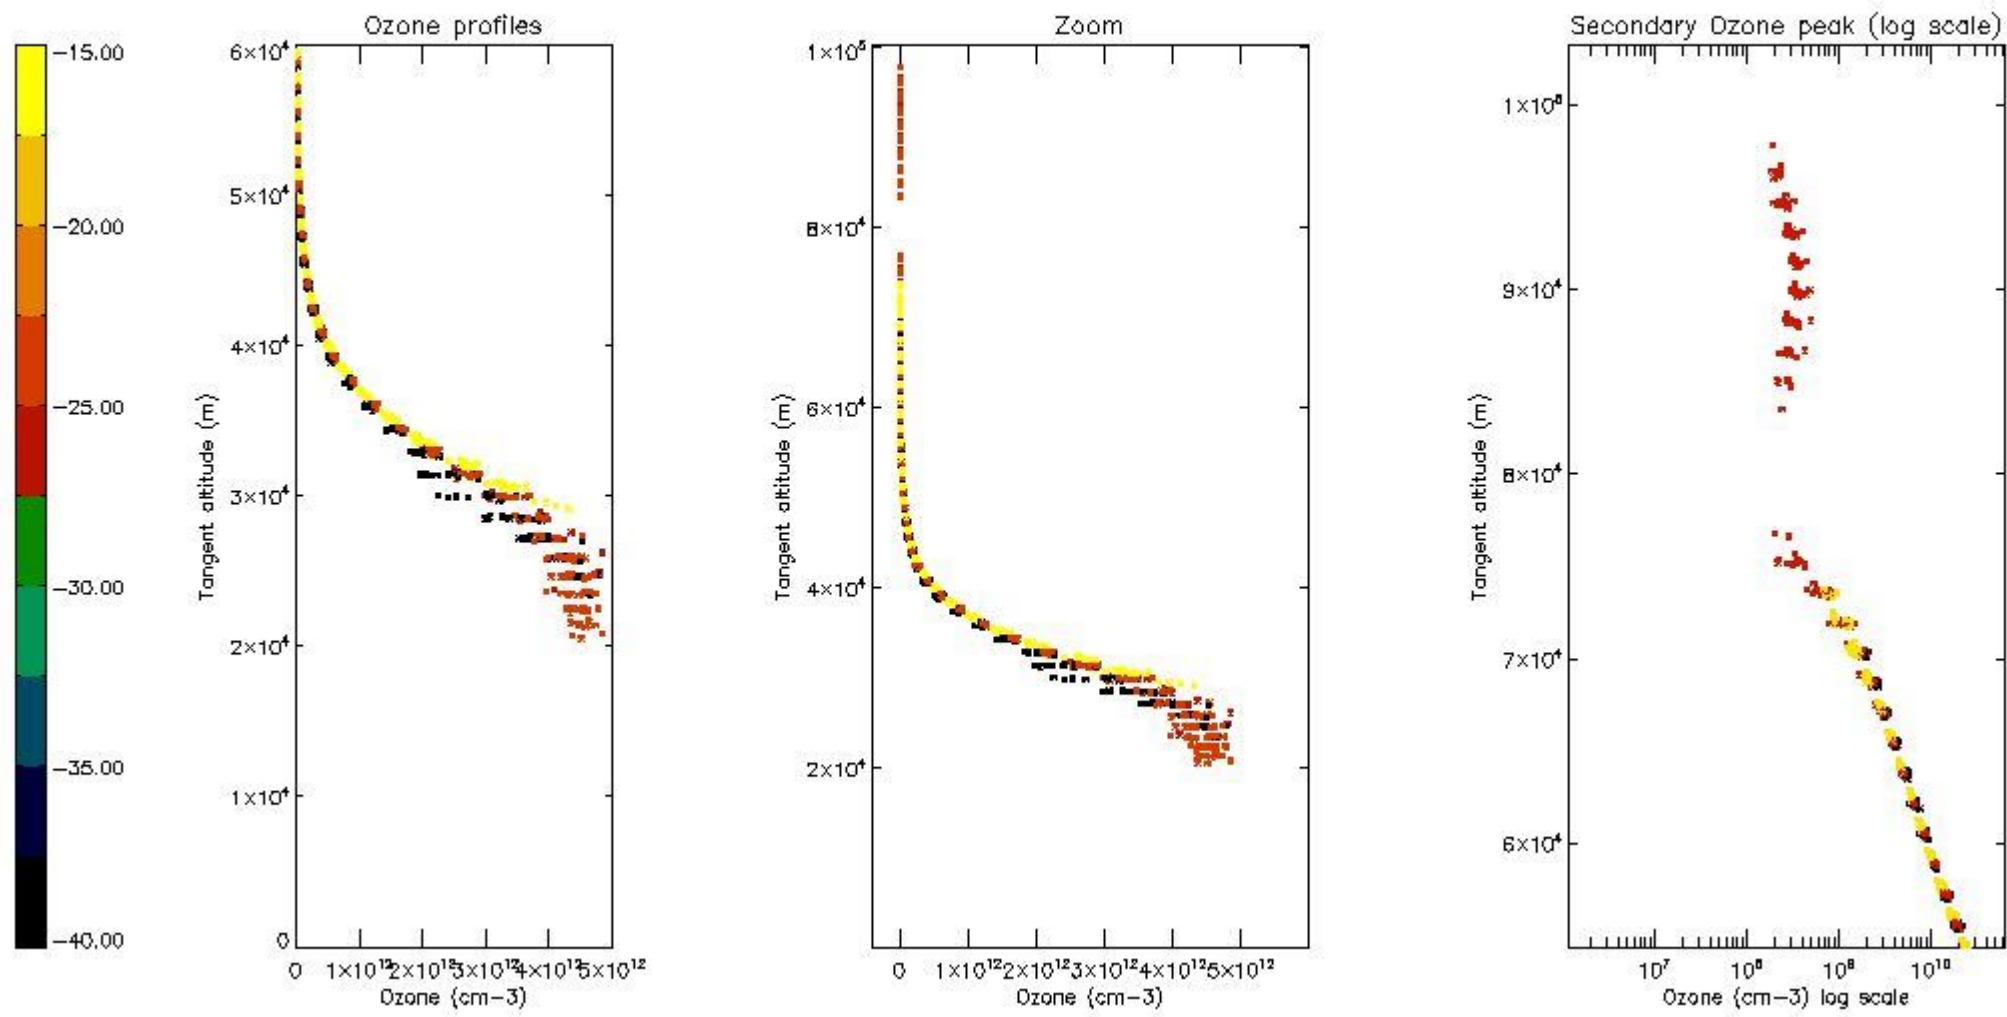 Ozone profiles
Zoom
Secondary Ozone peak (log scale)
-15.00
-20.00
-25.00
-30.00
-35.00
-40.00
6×10⁴
5×10⁴
4×10⁴
3×10⁴
2×10⁴
1×10⁴
0
Tangent altitude (m)
0 1×10¹² 2×10¹² 3×10¹² 4×10¹² 5×10¹²
Ozone (cm-3)
1×10⁵
8×10⁴
6×10⁴
4×10⁴
2×10⁴
Tangent altitude (m)
0 1×10¹² 2×10¹² 3×10¹² 4×10¹² 5×10¹²
Ozone (cm-3)
9×10⁴
8×10⁴
7×10⁴
6×10⁴
Tangent altitude (m)
10⁷ 10⁸ 10⁹ 10¹⁰
Ozone (cm-3) log scale